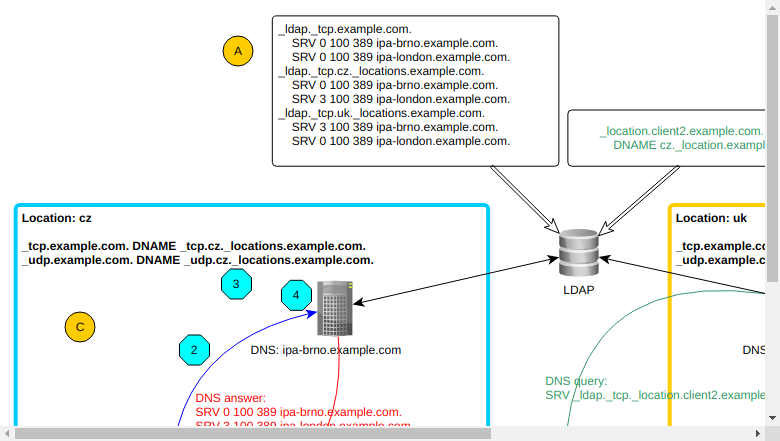 A
_ldap._tcp.example.com.
SRV 0 100 389 ipa-brno.example.com.
SRV 0 100 389 ipa-london.example.com.
_ldap._tcp.cz._locations.example.com.
SRV 0 100 389 ipa-brno.example.com.
SRV 3 100 389 ipa-london.example.com.
_ldap._tcp.uk._locations.example.com.
SRV 3 100 389 ipa-brno.example.com.
SRV 0 100 389 ipa-london.example.com.
_location.client2.example.com.
DNAME cz._location.exampl
Location: cz
_tcp.example.com. DNAME _tcp.cz._locations.example.com.
_udp.example.com. DNAME _udp.cz._locations.example.com.
Location: uk
_tcp.example.co
_udp.example.c
LDAP
3
4
C
2
DNS: ipa-brno.example.com
DNS
DNS answer:
SRV 0 100 389 ipa-brno.example.com.
SRV 3 100 389 ipa-london.example.com
DNS query:
SRV _ldap._tcp._location.client2.example